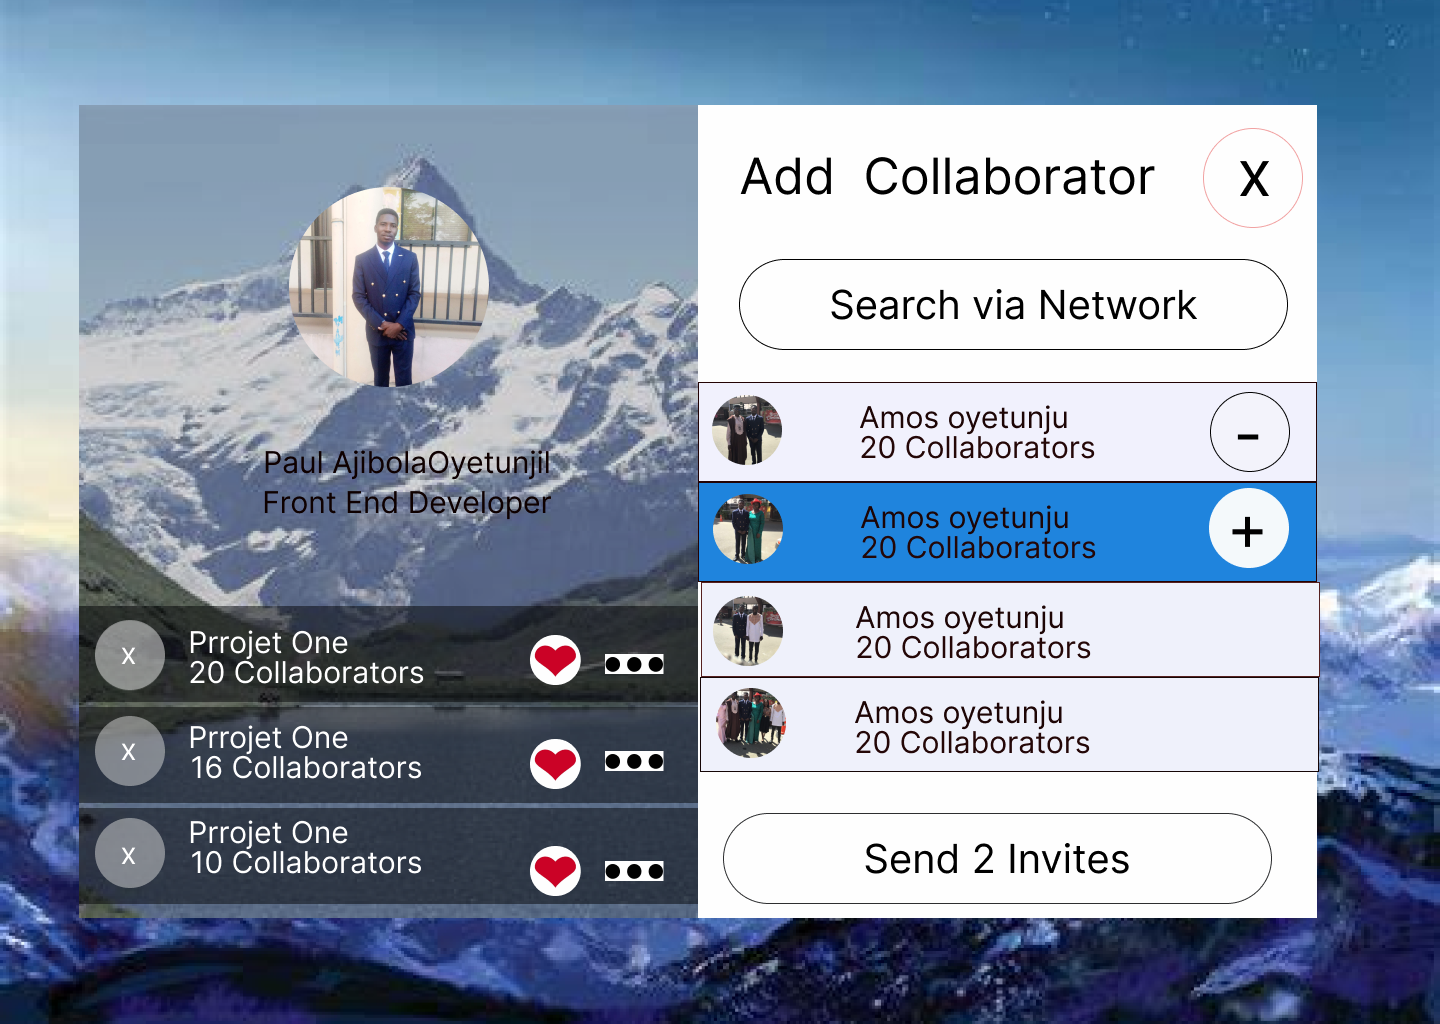 Paul AjibolaOyetunjil
Front End Developer
x
Prrojet One
20 Collaborators
x
Prrojet One
16 Collaborators
x
Prrojet One
10 Collaborators
Add Collaborator
X
Search via Network
Amos oyetunju
20 Collaborators
-
Amos oyetunju
20 Collaborators
+
Amos oyetunju
20 Collaborators
Amos oyetunju
20 Collaborators
Send 2 Invites